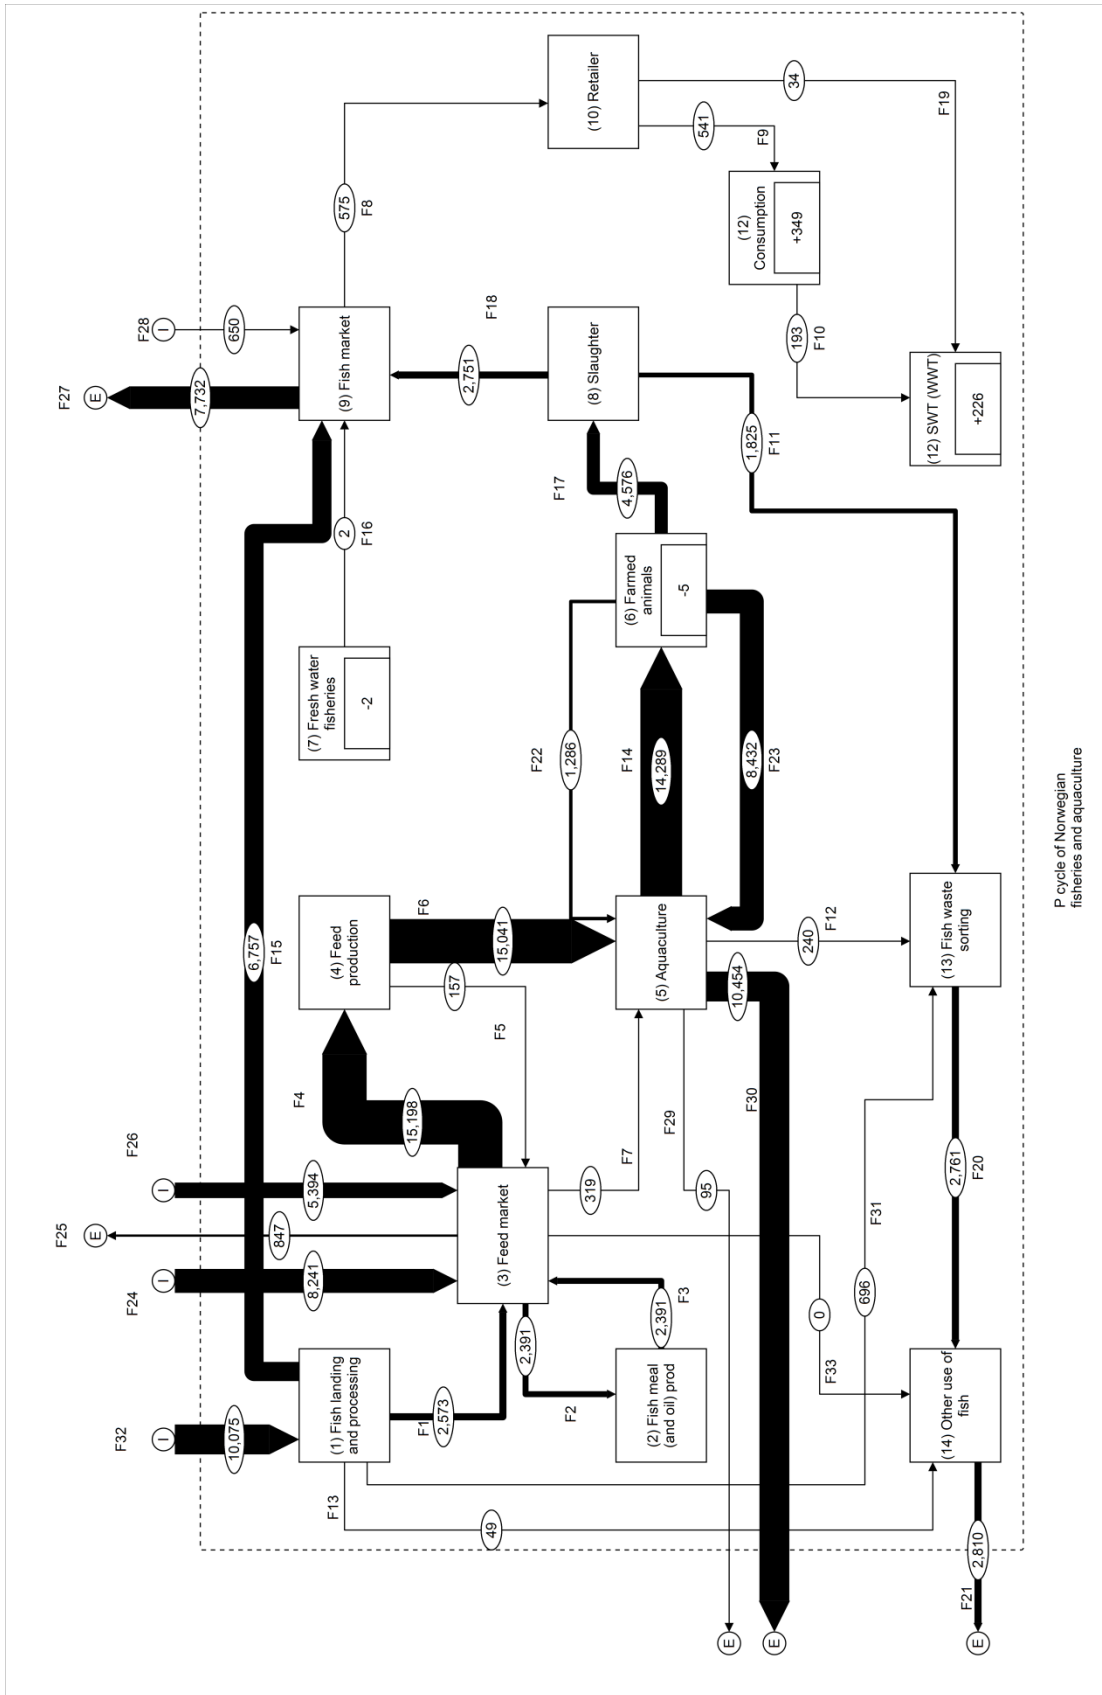 F32
I
10,075
F24
I
8,241
F25
E
847
F26
I
5,394
F27
E
7,732
F28
I
650
(1) Fish landing
and processing
6,757
F15
F13
49
F1
2,573
F4
15,198
(4) Feed
production
F6
15,041
157
F5
(7) Fresh water
fisheries
-2
2
F16
(9) Fish market
575
F8
2,751
F18
(3) Feed market
2,391
F2
2,391
F3
319
F7
0
F33
(2) Fish meal
(and oil) prod
F22
1,286
F14
14,289
8,432
F23
(5) Aquaculture
(6) Farmed
animals
-5
F17
4,576
(8) Slaughter
1,825
F11
(10) Retailer
34
F19
541
F9
(12)
Consumption
+349
193
F10
(12) SWT (WWT)
+226
F29
95
E
10,454
F30
E
240
F12
696
F31
(13) Fish waste
sorting
2,761
F20
(14) Other use of
fish
2,810
F21
E
P cycle of Norwegian
fisheries and aquaculture